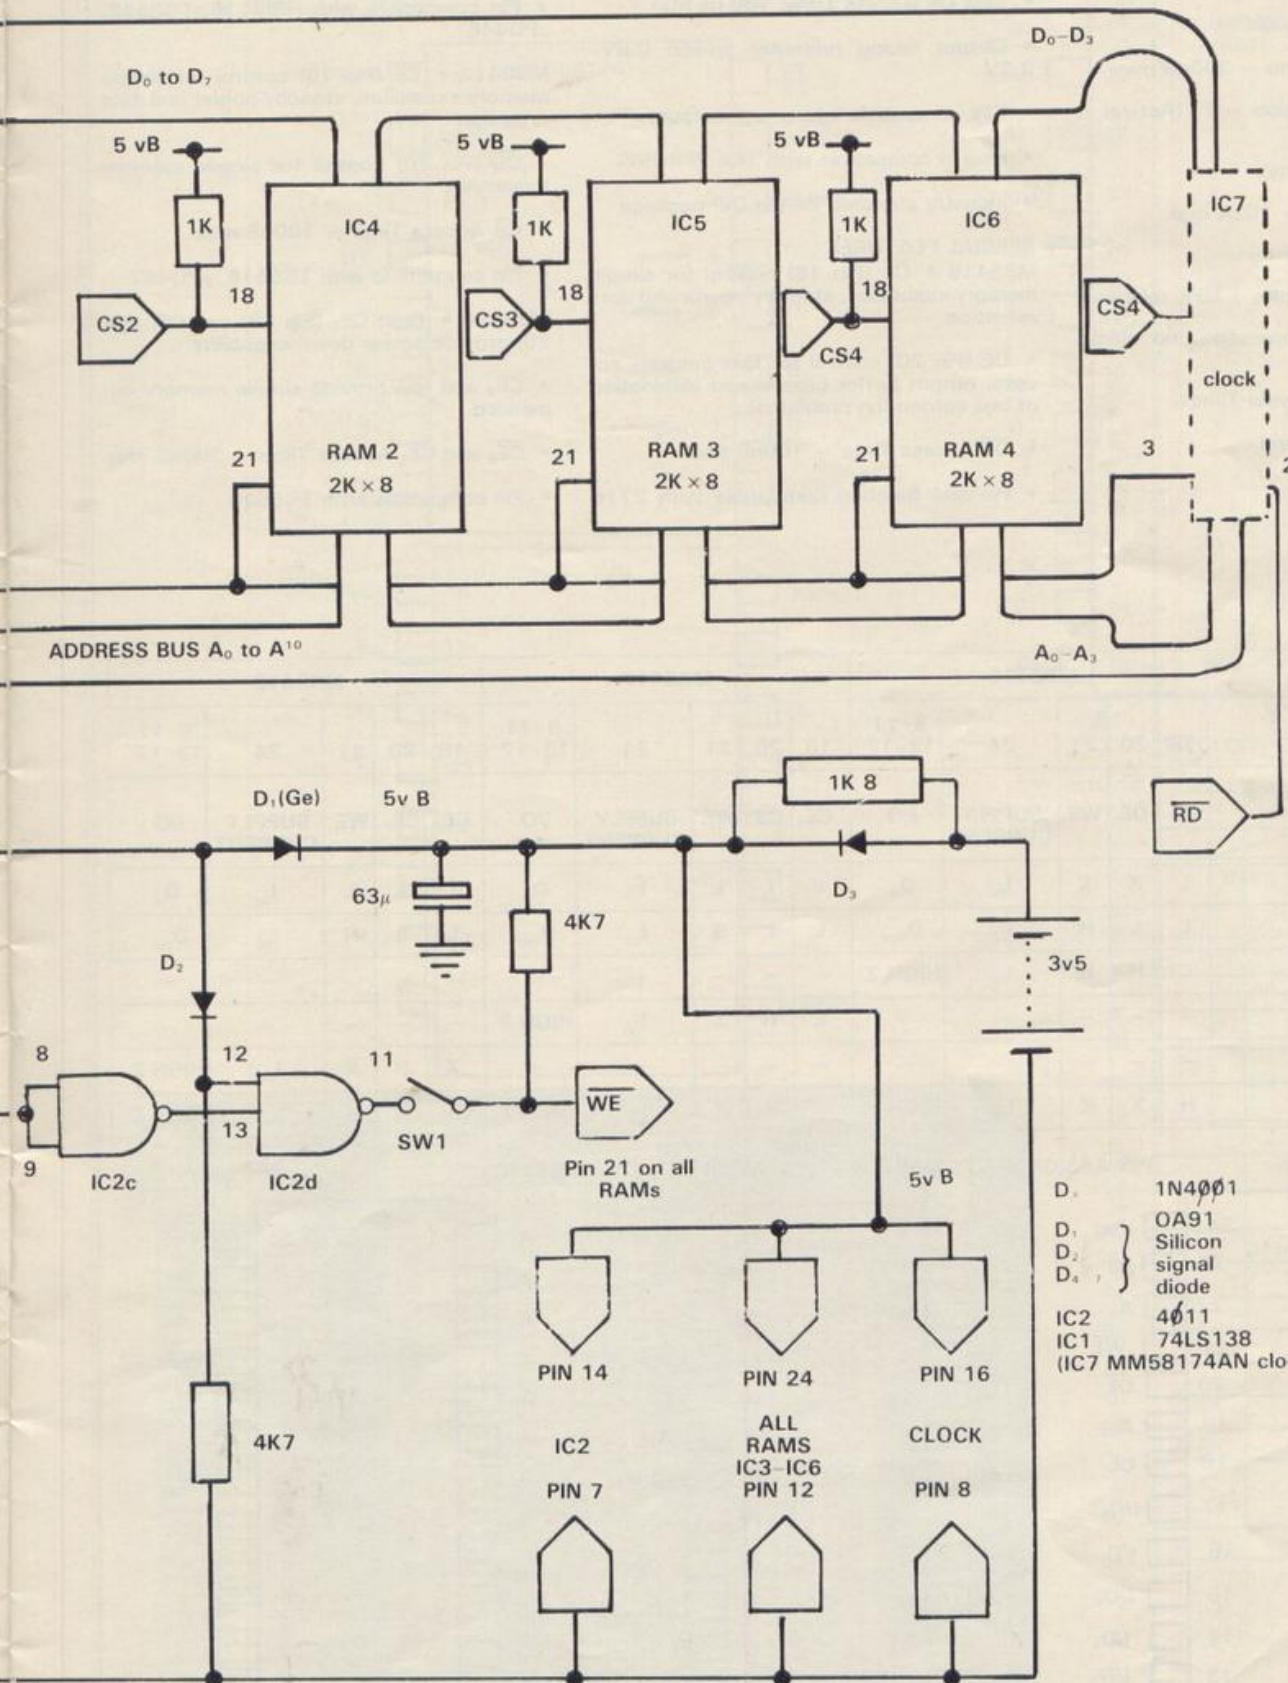 D₀–D₃
D₀ to D₇
5 vB
5 vB
5 vB
IC4
IC5
IC6
IC7
1K
1K
1K
18
18
18
CS2
CS3
CS4
CS4
clock
21
RAM 2
2K × 8
21
RAM 3
2K × 8
21
RAM 4
2K × 8
3
2
ADDRESS BUS A₀ to A¹⁰
A₀–A₃
D₁(Ge)
5v B
1K 8
RD
63µ
4K7
D₃
D₂
3v5
8
12
11
WE
13
SW1
9
IC2c
IC2d
Pin 21 on all
RAMs
5v B
D
1N4001
D₁
D₂
D₄ ₇
OA91
Silicon
signal
diode
IC2
4011
IC1
74LS138
(IC7 MM58174AN clo
PIN 14
PIN 24
PIN 16
4K7
IC2
ALL
RAMS
IC3–IC6
CLOCK
PIN 7
PIN 12
PIN 8